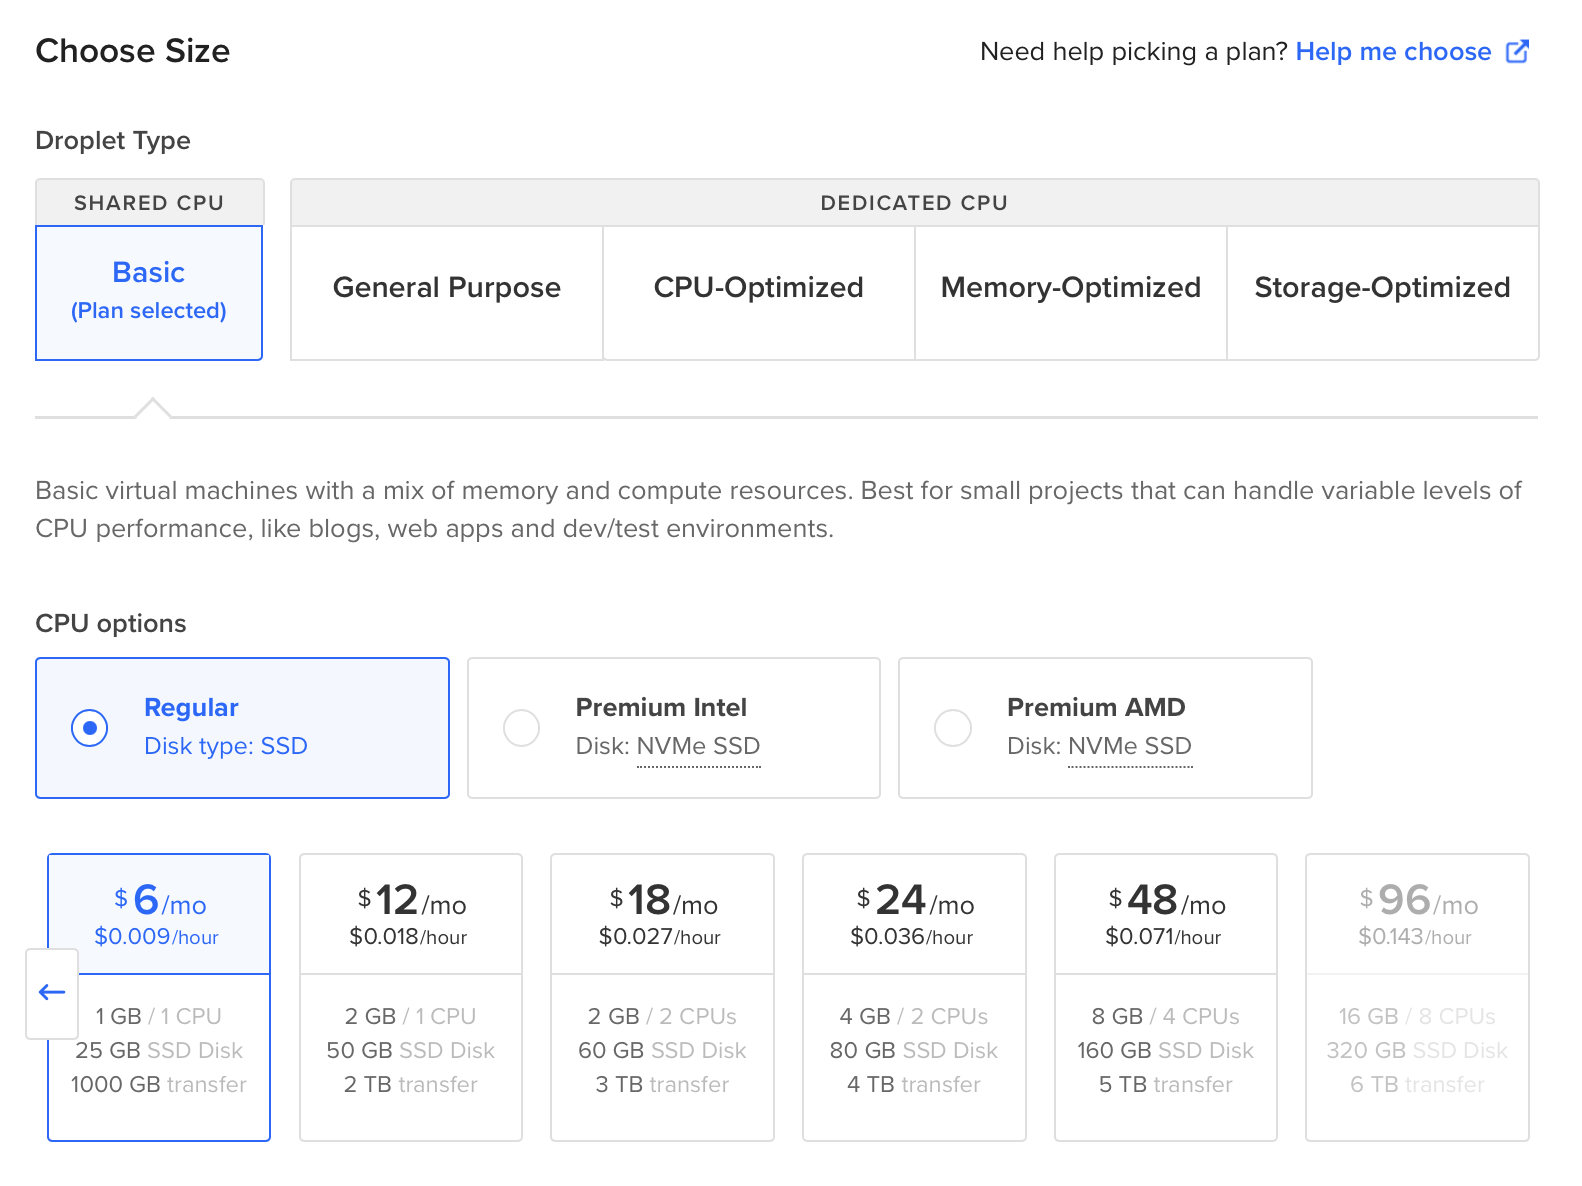 Choose Size
Need help picking a plan? Help me choose
Droplet Type
SHARED CPU
DEDICATED CPU
Basic
(Plan selected)
General Purpose
CPU-Optimized
Memory-Optimized
Storage-Optimized
Basic virtual machines with a mix of memory and compute resources. Best for small projects that can handle variable levels of
CPU performance, like blogs, web apps and dev/test environments.
CPU options
Regular
Disk type: SSD
Premium Intel
Disk: NVMe SSD
Premium AMD
Disk: NVMe SSD
$6/mo
$0.009/hour
1 GB / 1 CPU
25 GB SSD Disk
1000 GB transfer
$12/mo
$0.018/hour
2 GB / 1 CPU
50 GB SSD Disk
2 TB transfer
$18/mo
$0.027/hour
2 GB / 2 CPUs
60 GB SSD Disk
3 TB transfer
$24/mo
$0.036/hour
4 GB / 2 CPUs
80 GB SSD Disk
4 TB transfer
$48/mo
$0.071/hour
8 GB / 4 CPUs
160 GB SSD Disk
5 TB transfer
$96/mo
$0.143/hour
16 GB / 8 CPUs
320 GB SSD Disk
6 TB transfer